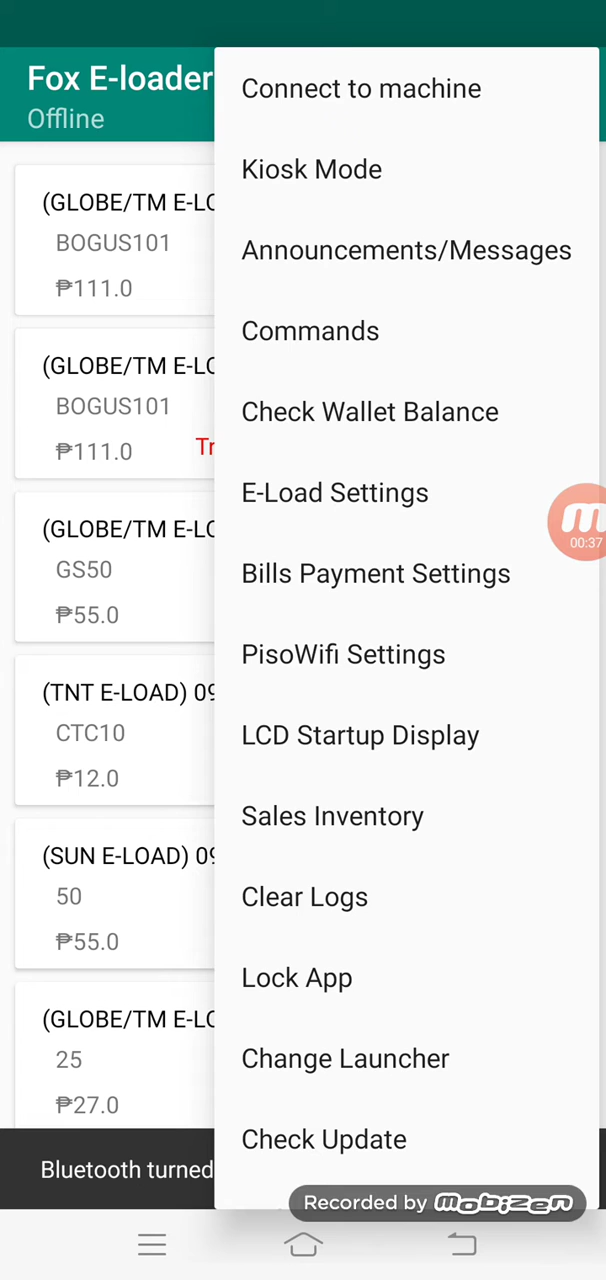 Fox E-loader
Offline
Connect to machine
Kiosk Mode
Announcements/Messages
Commands
Check Wallet Balance
E-Load Settings
Bills Payment Settings
PisoWifi Settings
LCD Startup Display
Sales Inventory
Clear Logs
Lock App
Change Launcher
Check Update
(GLOBE/TM E-LO
BOGUS101
₱111.0
(GLOBE/TM E-LO
BOGUS101
₱111.0
Tr
(GLOBE/TM E-LO
GS50
₱55.0
(TNT E-LOAD) 09
CTC10
₱12.0
(SUN E-LOAD) 09
50
₱55.0
(GLOBE/TM E-LO
25
₱27.0
Bluetooth turned
00:37
Recorded by mobizen